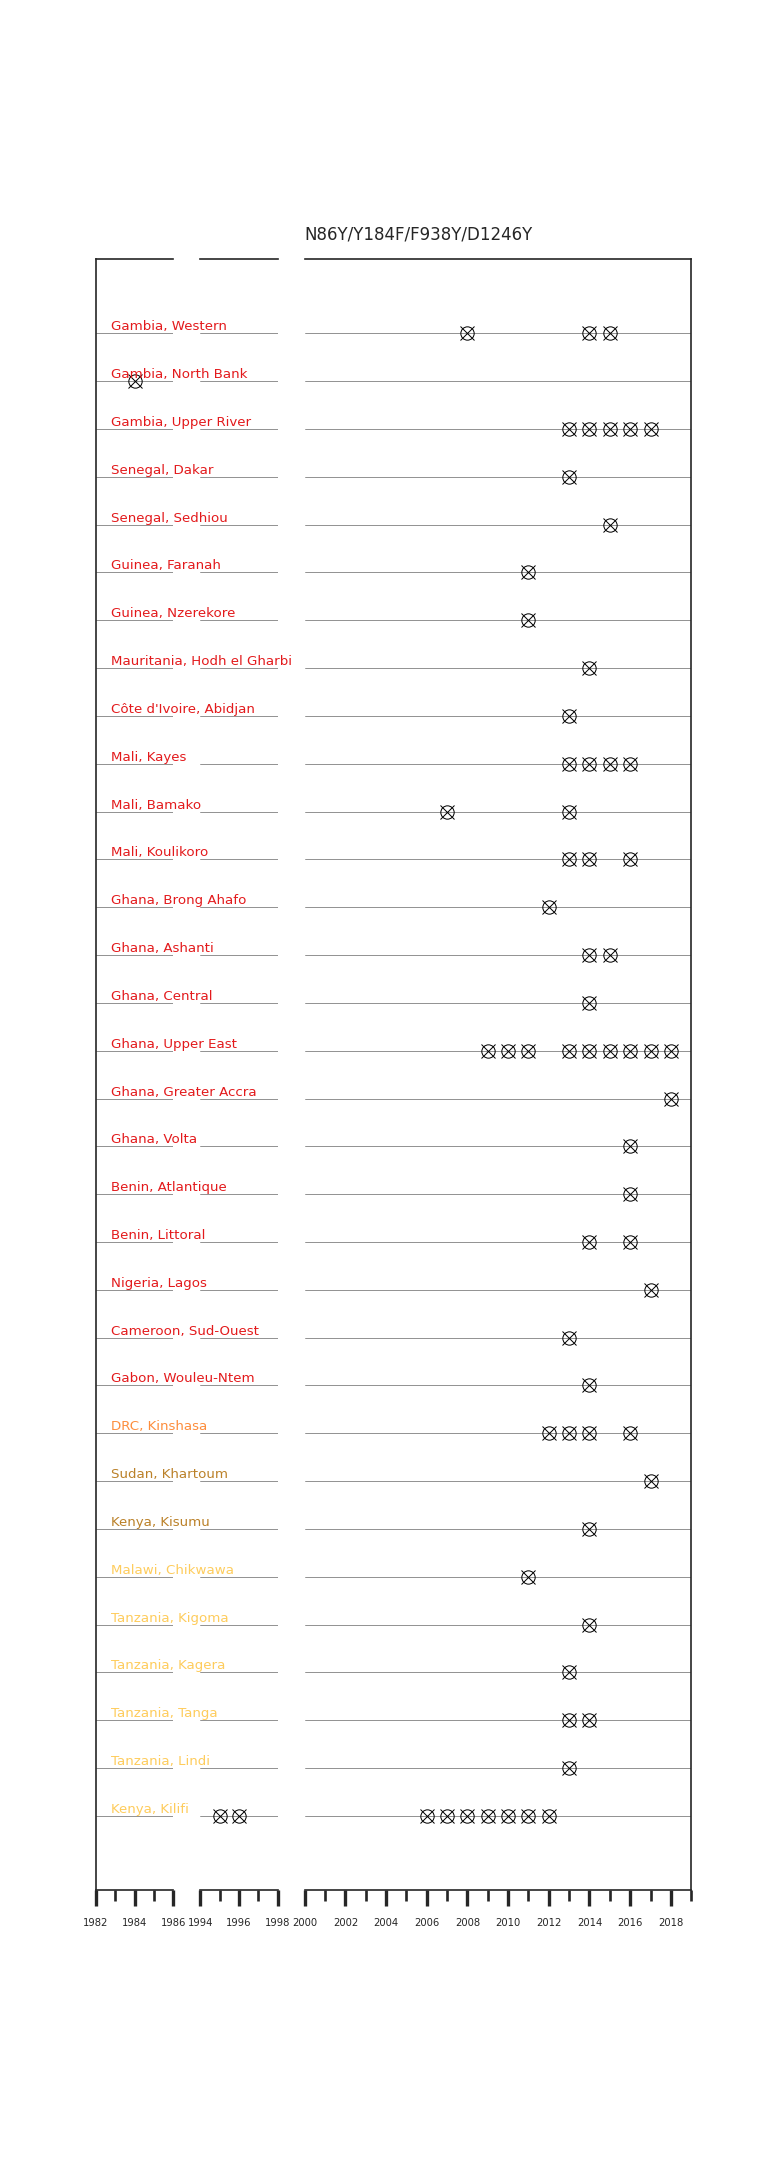 N86Y/Y184F/F938Y/D1246Y
Gambia, Western
Gambia, North Bank
Gambia, Upper River
Senegal, Dakar
Senegal, Sedhiou
Guinea, Faranah
Guinea, Nzerekore
Mauritania, Hodh el Gharbi
Côte d'Ivoire, Abidjan
Mali, Kayes
Mali, Bamako
Mali, Koulikoro
Ghana, Brong Ahafo
Ghana, Ashanti
Ghana, Central
Ghana, Upper East
Ghana, Greater Accra
Ghana, Volta
Benin, Atlantique
Benin, Littoral
Nigeria, Lagos
Cameroon, Sud-Ouest
Gabon, Wouleu-Ntem
DRC, Kinshasa
Sudan, Khartoum
Kenya, Kisumu
Malawi, Chikwawa
Tanzania, Kigoma
Tanzania, Kagera
Tanzania, Tanga
Tanzania, Lindi
Kenya, Kilifi
1982 1984 1986 1994 1996 1998 2000 2002 2004 2006 2008 2010 2012 2014 2016 2018